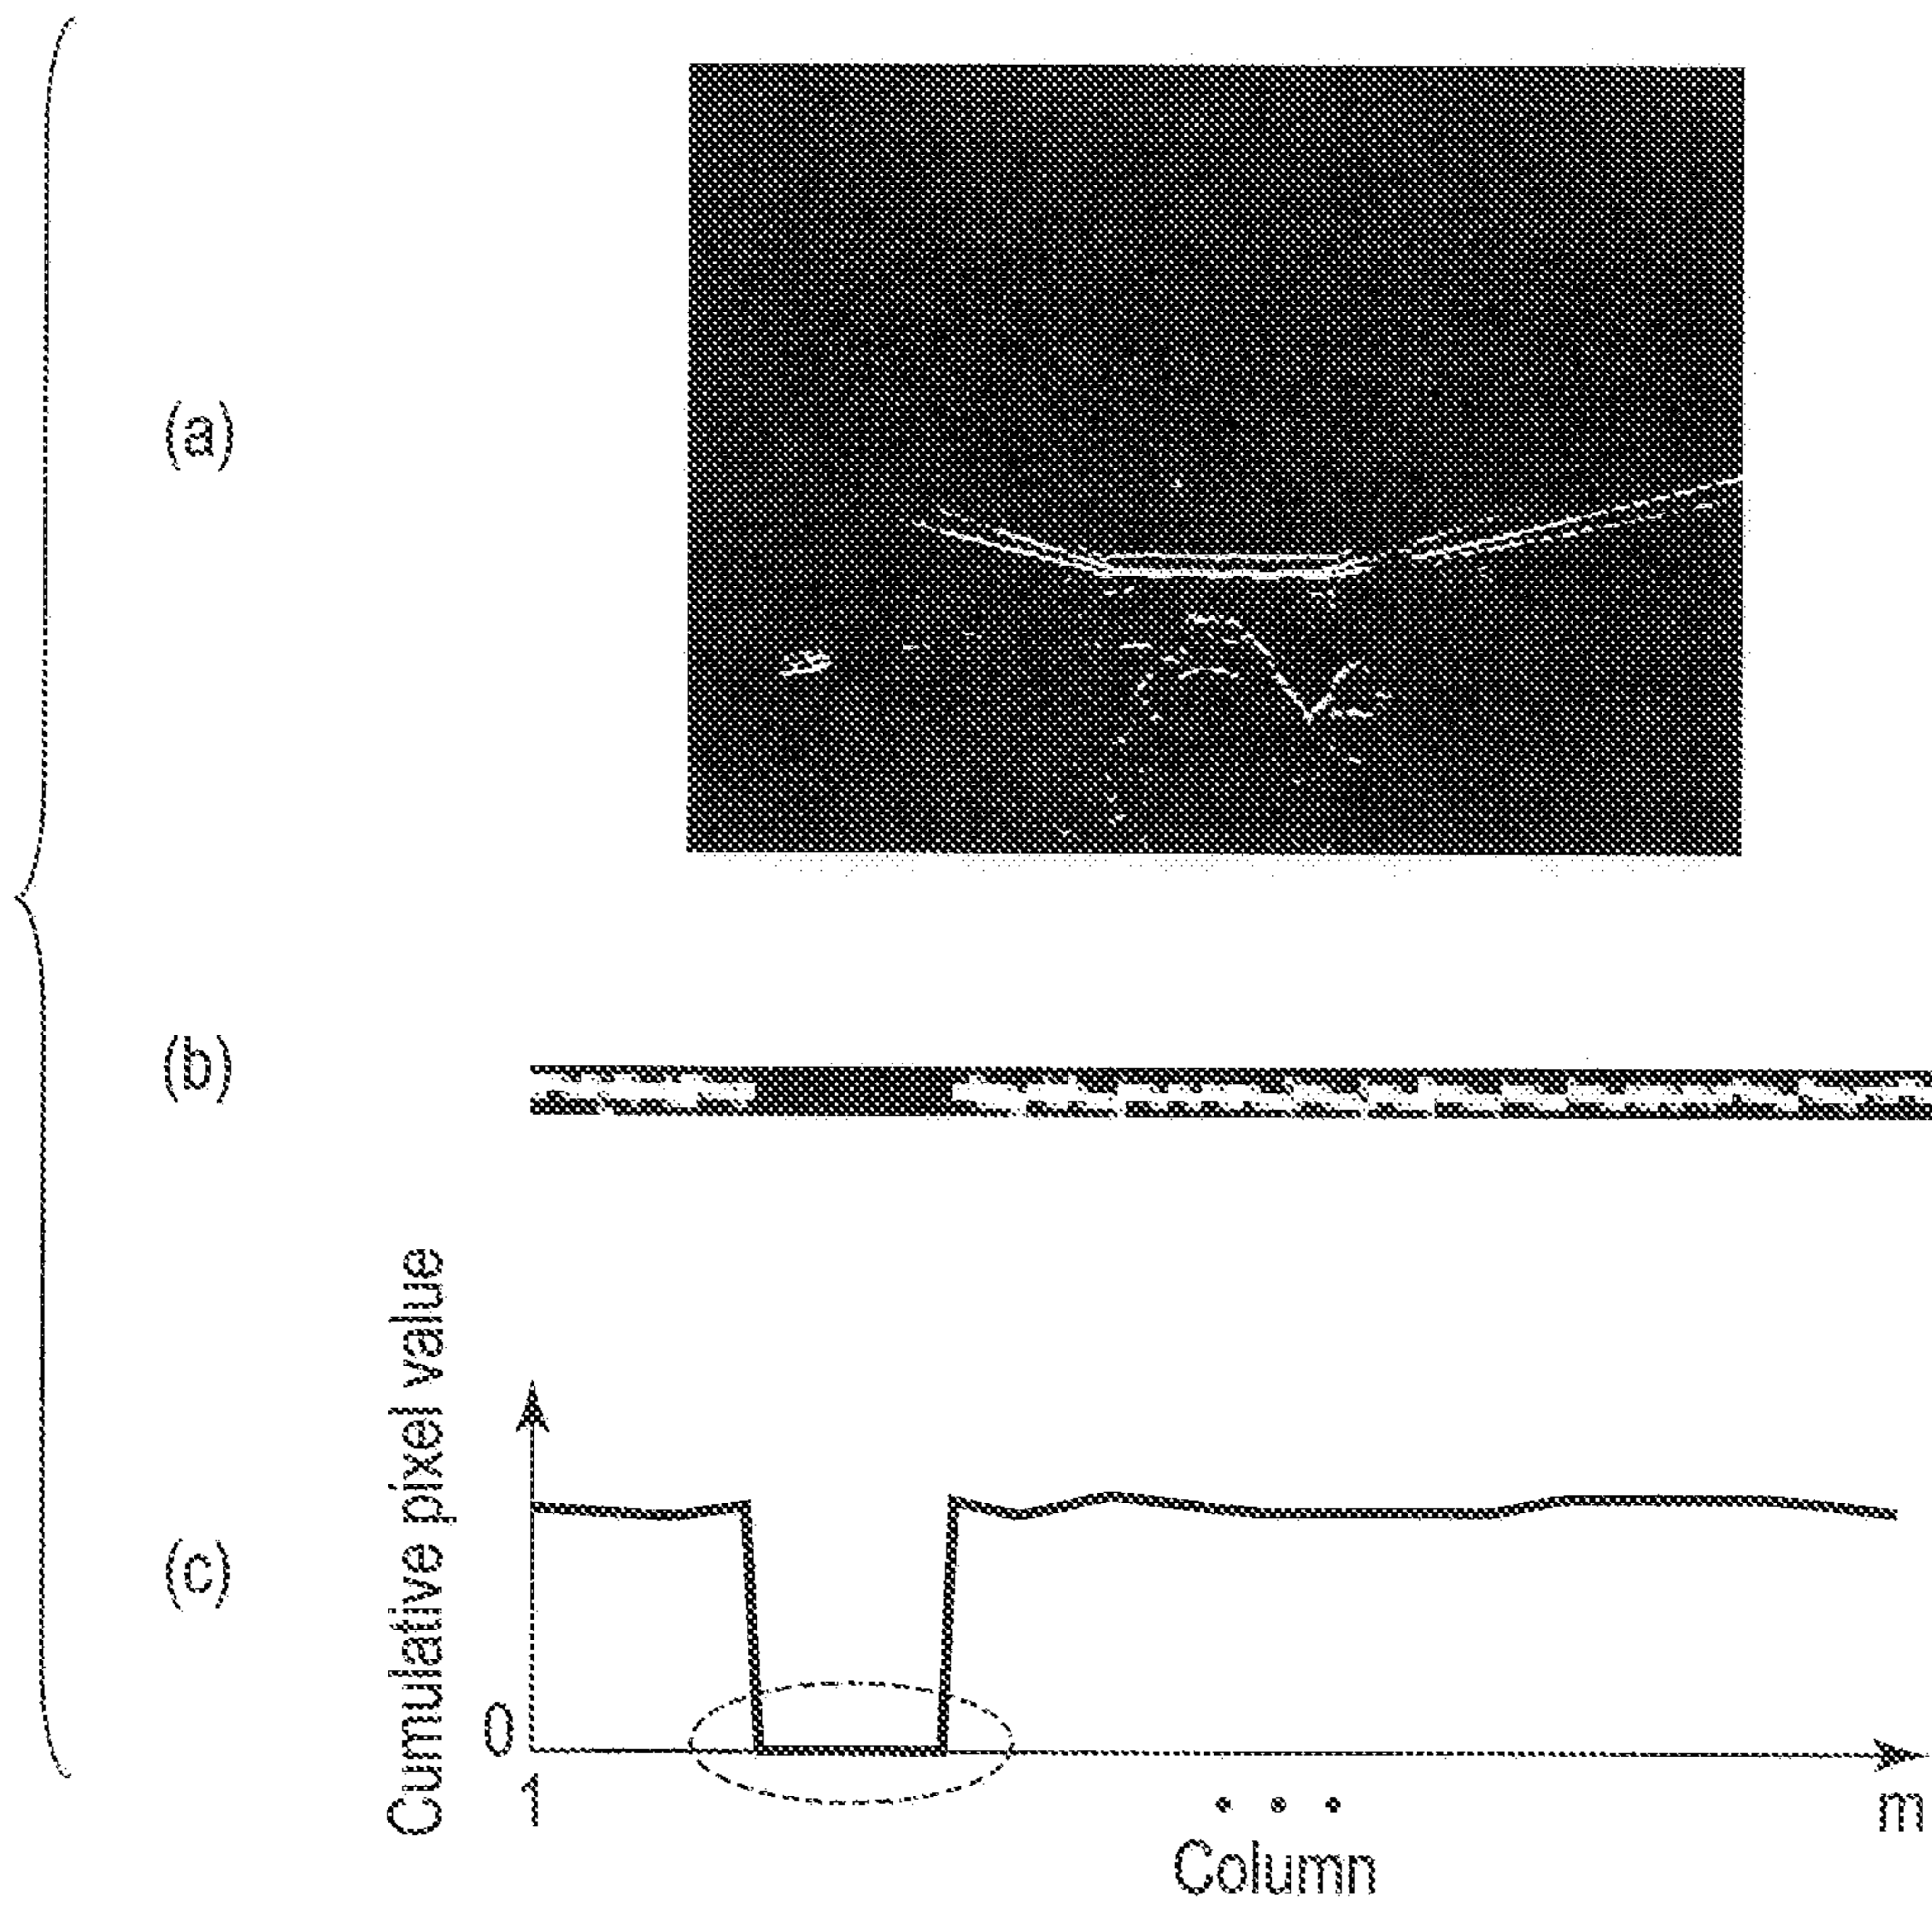 (a)
(b)
(c)
Cumulative pixel value
0
1
• • •
m
Column